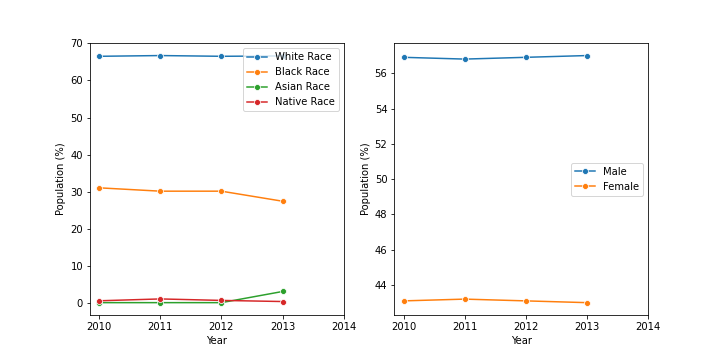 70
60
50
40
30
20
10
0
Population (%)
2010 2011 2012 2013 2014
Year
White Race
Black Race
Asian Race
Native Race
56
54
52
50
48
46
44
Population (%)
2010 2011 2012 2013 2014
Year
Male
Female